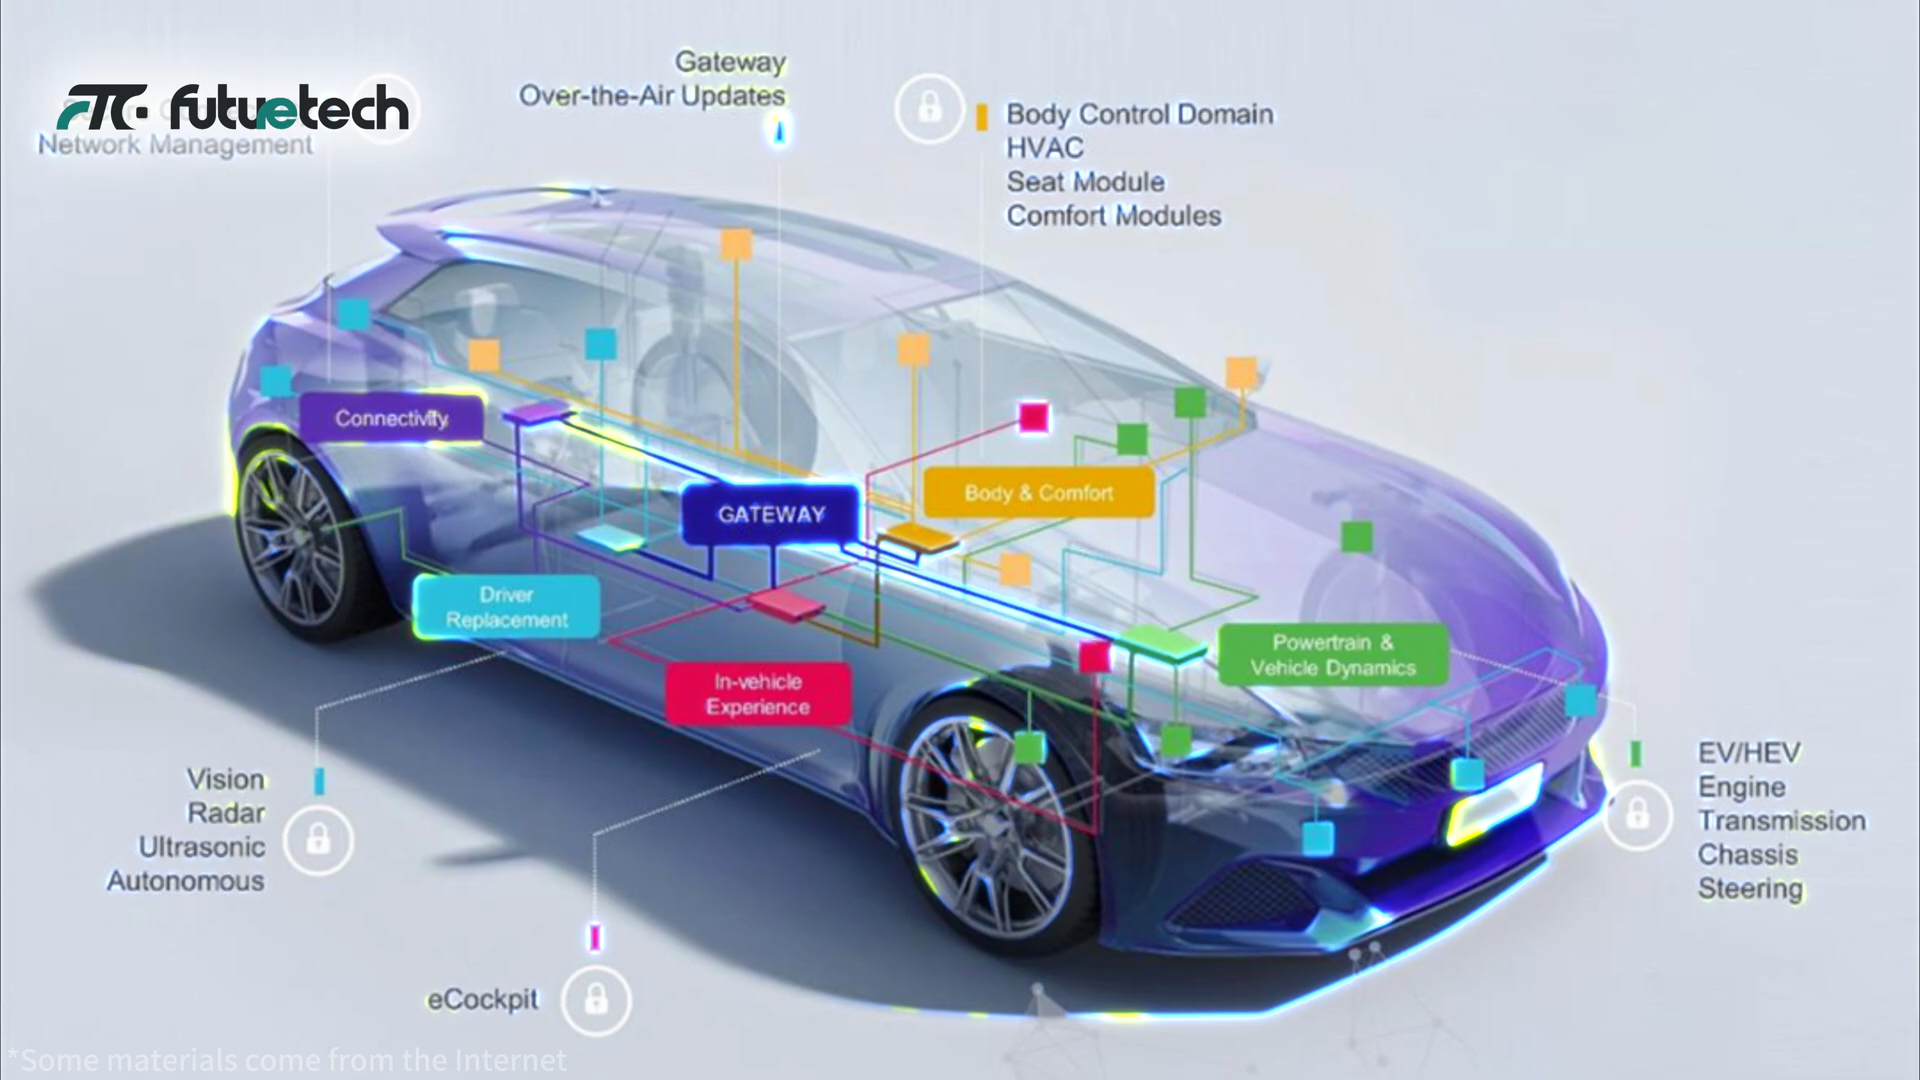 FTC futuretech
Network Management
Gateway
Over-the-Air Updates
Body Control Domain
HVAC
Seat Module
Comfort Modules
Connectivity
GATEWAY
Body & Comfort
Driver
Replacement
In-vehicle
Experience
Powertrain &
Vehicle Dynamics
Vision
Radar
Ultrasonic
Autonomous
eCockpit
EV/HEV
Engine
Transmission
Chassis
Steering
*Some materials come from the Internet